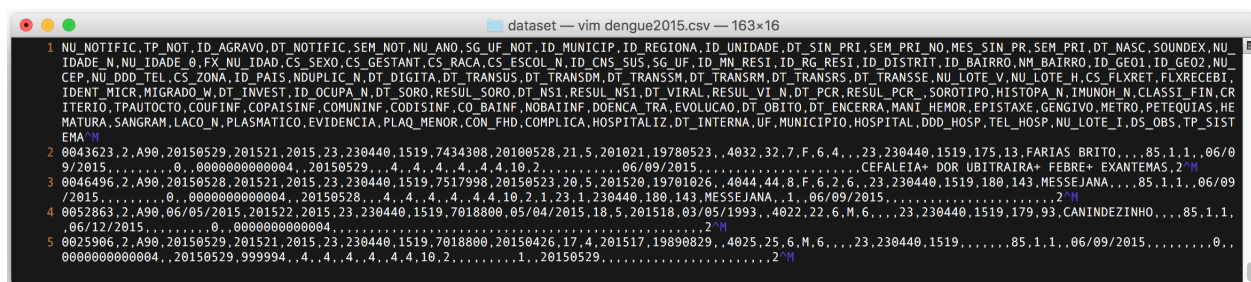 dataset — vim dengue2015.csv — 163×16
1 NU_NOTIFIC,TP_NOT,ID_AGRAVO,DT_NOTIFIC,SEM_NOT,NU_ANO,SG_UF_NOT,ID_MUNICIP,ID_REGIONA,ID_UNIDADE,DT_SIN_PRI,SEM_PRI_NO,MES_SIN_PR,SEM_PRI,DT_NASC,SOUNDEX,NU_
IDADE_N,NU_IDADE_0,FX_NU_IDAD,CS_SEXO,CS_GESTANT,CS_RACA,CS_ESCOL_N,ID_CNS_SUS,SG_UF,ID_MN_RESI,ID_RG_RESI,ID_DISTRIT,ID_BAIRRO,NM_BAIRRO,ID_GEO1,ID_GEO2,NU_
CEP,NU_DDD_TEL,CS_ZONA,ID_PAIS,NDUPLIC_N,DT_DIGITA,DT_TRANSUS,DT_TRANSDM,DT_TRANSSM,DT_TRANSRM,DT_TRANSRS,DT_TRANSSE,NU_LOTE_V,NU_LOTE_H,CS_FLXRET,FLXRECEBI,
IDENT_MICR,MIGRADO_W,DT_INVEST,ID_OCUPA_N,DT_SORO,RESUL_SORO,DT_NS1,RESUL_NS1,DT_VIRAL,RESUL_VI_N,DT_PCR,RESUL_PCR_,SOROTIPO,HISTOPA_N,IMUNOH_N,CLASSI_FIN,CR
ITERIO,TPAUTOCTO,COUFINF,COPAISINF,COMUNINF,CODISINF,CO_BAINF,NOBAIINF,DOENCA_TRA,EVOLUCAO,DT_OBITO,DT_ENCERRA,MANI_HEMOR,EPISTAXE,GENGIVO,METRO,PETEQUIAS,HE
MATURA,SANGRAM,LACO_N,PLASMATICO,EVIDENCIA,PLAQ_MENOR,CON_FHD,COMPLICA,HOSPITALIZ,DT_INTERNA,UF,MUNICIPIO,HOSPITAL,DDD_HOSP,TEL_HOSP,NU_LOTE_I,DS_OBS,TP_SIST
EMA^M
2 0043623,2,A90,20150529,201521,2015,23,230440,1519,7434308,20100528,21,5,201021,19780523,,4032,32,7,F,6,4,,,23,230440,1519,175,13,FARIAS BRITO,,,,85,1,1,,06/0
9/2015,,,,,,,,,0,,0000000000004,,20150529,,,4,,4,,4,,4,4,10,2,,,,,,,,,,06/09/2015,,,,,,,,,,,,,,,,,,,,,,CEFALEIA+ DOR UBITRAIRA+ FEBRE+ EXANTEMAS,2^M
3 0046496,2,A90,20150528,201521,2015,23,230440,1519,7517998,20150523,20,5,201520,19701026,,4044,44,8,F,6,2,6,,23,230440,1519,180,143,MESSEJANA,,,,85,1,1,,06/09
/2015,,,,,,,,,0,,0000000000004,,20150528,,,4,,4,,4,,4,4,10,2,1,23,1,230440,180,143,MESSEJANA,,1,,06/09/2015,,,,,,,,,,,,,,,,,,,,,,,2^M
4 0052863,2,A90,06/05/2015,201522,2015,23,230440,1519,7018800,05/04/2015,18,5,201518,03/05/1993,,4022,22,6,M,6,,,,23,230440,1519,179,93,CANINDEZINHO,,,,85,1,1,
,06/12/2015,,,,,,,,,0,,0000000000004,,,,,,,,,,,,,,,,,,,,,,,,,,,,,,,,,,,,,,,,,,,,,,,,,,2^M
5 0025906,2,A90,20150529,201521,2015,23,230440,1519,7018800,20150426,17,4,201517,19890829,,4025,25,6,M,6,,,,23,230440,1519,,,,,,,85,1,1,,06/09/2015,,,,,,,,,0,,
0000000000004,,20150529,999994,,4,,4,,4,,4,4,10,2,,,,,,,,,1,,20150529,,,,,,,,,,,,,,,,,,,,,,,2^M